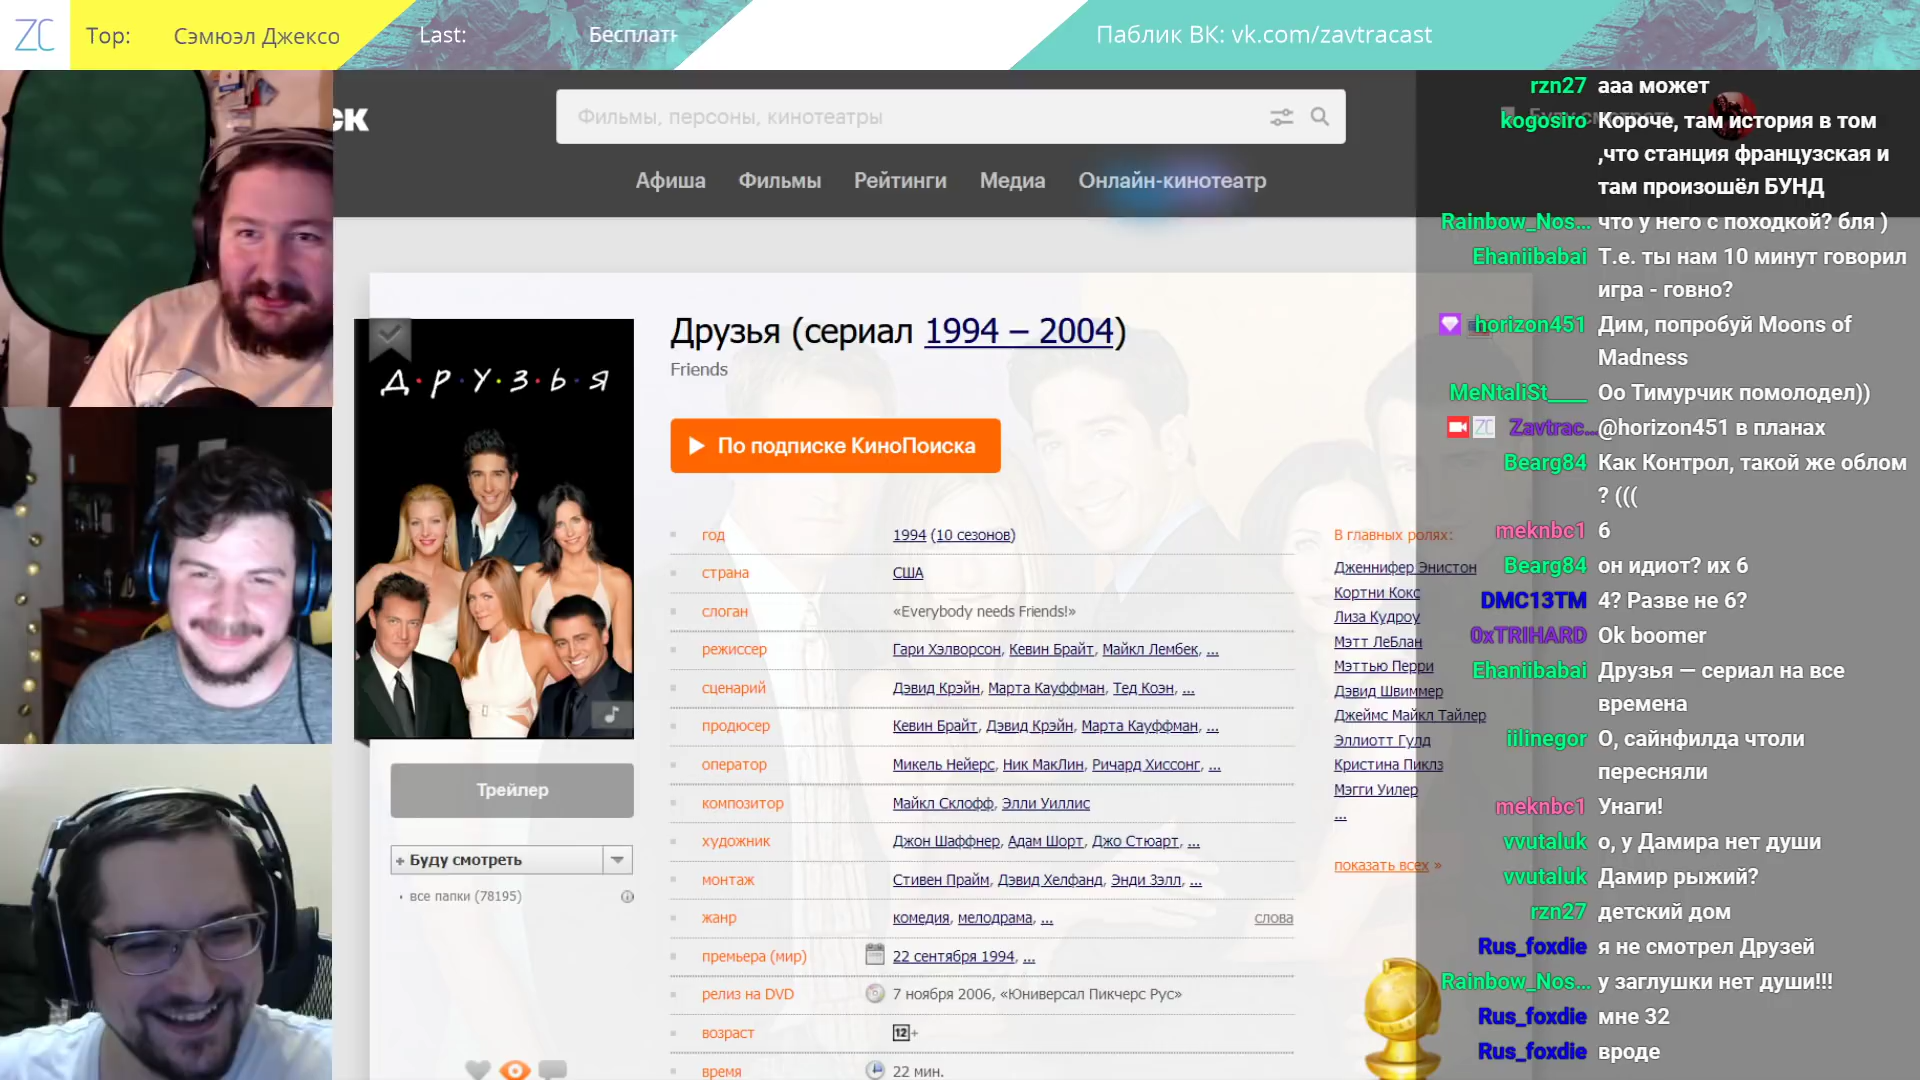 ZC
Top:
Сэмюэл Джексо
Last:
Бесплатн
Паблик ВК: vk.com/zavtracast
ск
Фильмы, персоны, кинотеатры
Афиша
Фильмы
Рейтинги
Медиа
Онлайн-кинотеатр
Д·Р·У·З·Ь·Я
Трейлер
+ Буду смотреть
все папки (78195)
Друзья (сериал 1994 – 2004)
Friends
По подписке КиноПоиска
год 1994 (10 сезонов)
страна США
слоган «Everybody needs Friends!»
режиссер Гари Хэлворсон, Кевин Брайт, Майкл Лембек, ...
сценарий Дэвид Крэйн, Марта Кауффман, Тед Коэн, ...
продюсер Кевин Брайт, Дэвид Крэйн, Марта Кауффман, ...
оператор Микель Нейерс, Ник МакЛин, Ричард Хиссонг, ...
композитор Майкл Склофф, Элли Уиллис
художник Джон Шаффнер, Адам Шорт, Джо Стюарт, ...
монтаж Стивен Прайм, Дэвид Хелфанд, Энди Зэлл, ...
жанр комедия, мелодрама, ... слова
премьера (мир) 22 сентября 1994, ...
релиз на DVD 7 ноября 2006, «Юниверсал Пикчерс Рус»
возраст 12+
время 22 мин.
В главных ролях:
Дженнифер Энистон
Кортни Кокс
Лиза Кудроу
Мэтт ЛеБлан
Мэттью Перри
Дэвид Швиммер
Джеймс Майкл Тайлер
Эллиотт Гулд
Кристина Пиклз
Мэгги Уилер
...
показать всех »
rzn27 ааа может
kogosiro Короче, там история в том
,что станция французская и
там произошёл БУНД
Rainbow_Nos... что у него с походкой? бля )
Ehaniibabai Т.е. ты нам 10 минут говорил
игра - говно?
horizon451 Дим, попробуй Moons of
Madness
MeNtaliSt____ Оо Тимурчик помолодел))
ZC Zavtrac... @horizon451 в планах
Bearg84 Как Контрол, такой же облом
? (((
meknbc1 6
Bearg84 он идиот? их 6
DMC13TM 4? Разве не 6?
0xTRIHARD Ok boomer
Ehaniibabai Друзья — сериал на все
времена
iilinegor О, сайнфилда чтоли
пересняли
meknbc1 Унаги!
vvutaluk о, у Дамира нет души
vvutaluk Дамир рыжий?
rzn27 детский дом
Rus_foxdie я не смотрел Друзей
Rainbow_Nos... у заглушки нет души!!!
Rus_foxdie мне 32
Rus_foxdie вроде